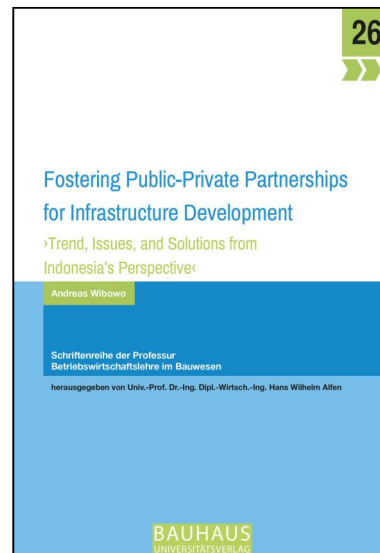 26
Fostering Public-Private Partnerships
for Infrastructure Development
›Trend, Issues, and Solutions from
Indonesia's Perspective‹
Andreas Wibowo
Schriftenreihe der Professur
Betriebswirtschaftslehre im Bauwesen
herausgegeben von Univ.-Prof. Dr.-Ing. Dipl.-Wirtsch.-Ing. Hans Wilhelm Alfen
BAUHAUS
UNIVERSITÄTSVERLAG